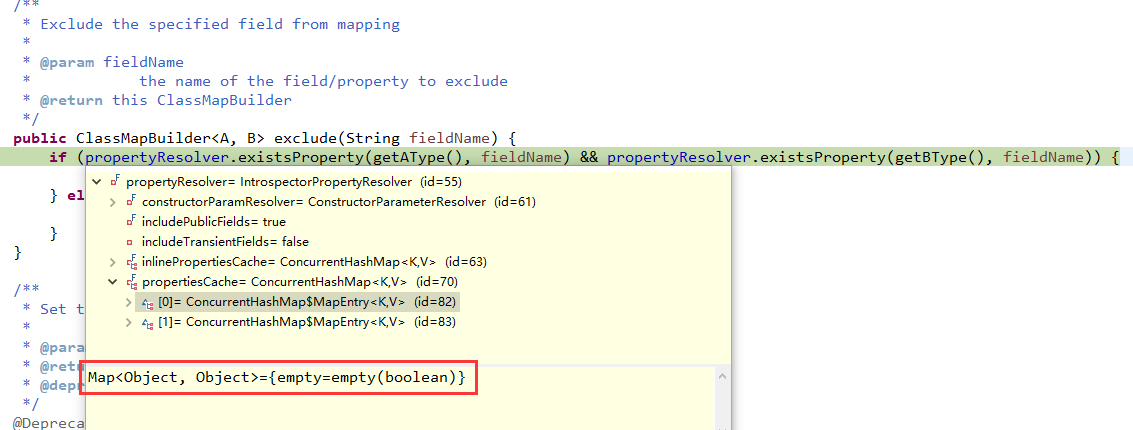 /**
 * Exclude the specified field from mapping
 *
 * @param fieldName
 *            the name of the field/property to exclude
 * @return this ClassMapBuilder
 */
public ClassMapBuilder<A, B> exclude(String fieldName) {
    if (propertyResolver.existsProperty(getAType(), fieldName) && propertyResolver.existsProperty(getBType(), fieldName)) {
propertyResolver= IntrospectorPropertyResolver (id=55)
    } el
constructorParamResolver= ConstructorParameterResolver (id=61)
includePublicFields= true
    }
includeTransientFields= false
}
inlinePropertiesCache= ConcurrentHashMap<K,V> (id=63)
propertiesCache= ConcurrentHashMap<K,V> (id=70)
/**
[0]= ConcurrentHashMap$MapEntry<K,V> (id=82)
 * Set t
[1]= ConcurrentHashMap$MapEntry<K,V> (id=83)
 *
 * @para
 * @retu
Map<Object, Object>={empty=empty(boolean)}
 * @depr
 */
@Depreca